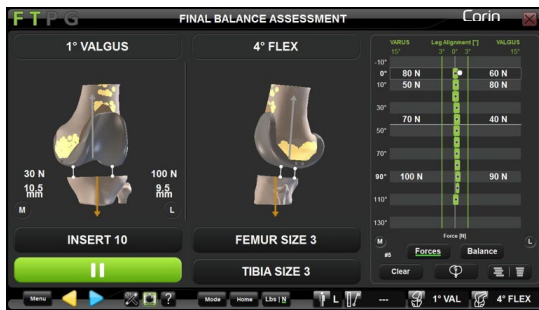 F T P G
FINAL BALANCE ASSESSMENT
Corin
1° VALGUS
4° FLEX
30 N
10.5
mm
M
100 N
9.5
mm
L
INSERT 10
FEMUR SIZE 3
TIBIA SIZE 3
VARUS Leg Alignment [°] VALGUS
15° 3° 0° 3° 15°
-10°
0° 80 N 60 N
10° 50 N 80 N
30°
70 N 40 N
50°
70°
90° 100 N 90 N
110°
130°
Force [N]
M
L
#5
Forces
Balance
Clear
Menu
?
Mode
Home
Lbs | N
L
---
1° VAL
4° FLEX